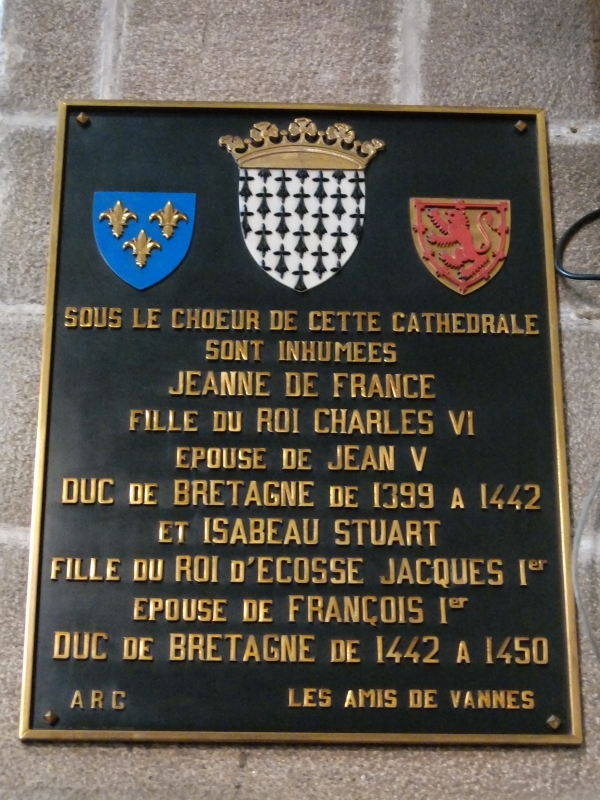 SOUS LE CHOEUR DE CETTE CATHEDRALE
SONT INHUMEES
JEANNE DE FRANCE
FILLE DU ROI CHARLES VI
EPOUSE DE JEAN V
DUC DE BRETAGNE DE 1399 A 1442
ET ISABEAU STUART
FILLE DU ROI D'ECOSSE JACQUES Ier
EPOUSE DE FRANÇOIS Ier
DUC DE BRETAGNE DE 1442 A 1450
ARC LES AMIS DE VANNES